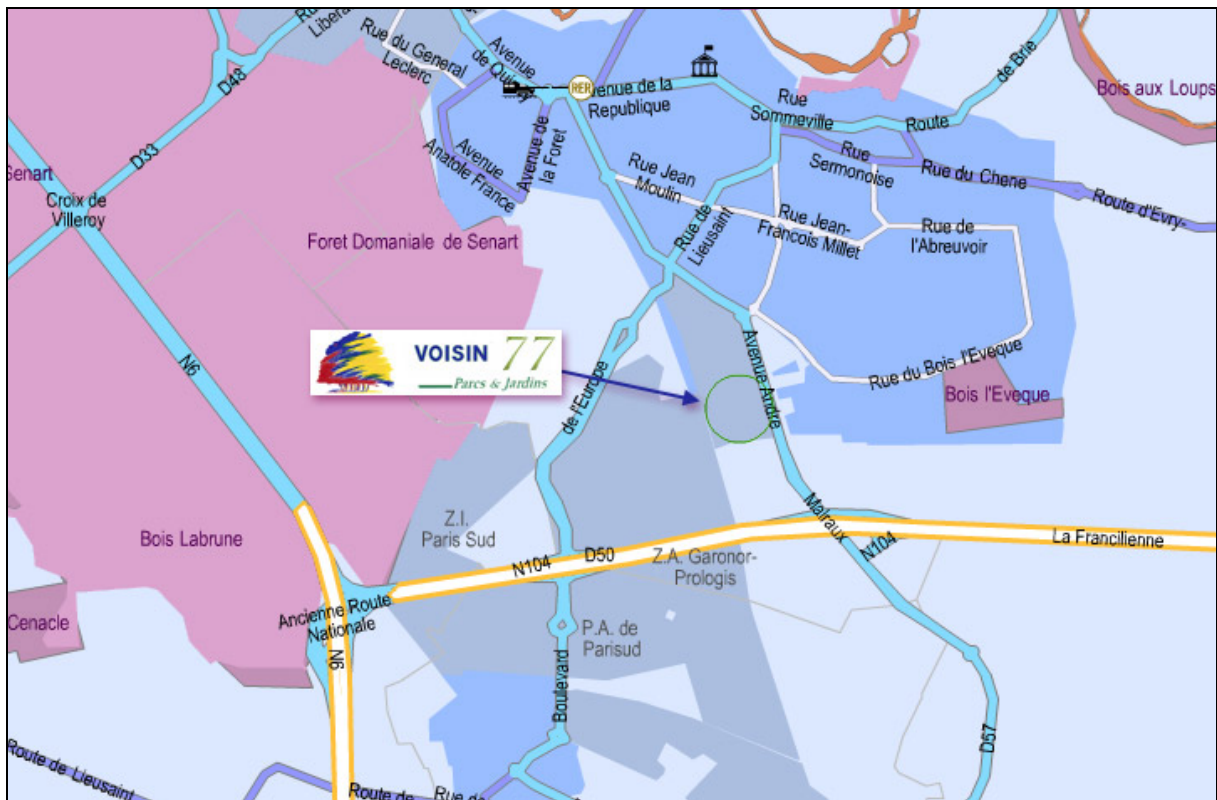 Avenue
de Quincy
Rue du General
Leclerc
RER
Avenue de la
Republique
de Brie
Bois aux Loups
D48
D33
Rue
Sommeville
Route
Rue
Sermonoise
Rue du Chene
Route d'Evry-
Avenue
Anatole France
Avenue de
la Foret
Rue Jean
Moulin
Senart
Croix de
Villeroy
Foret Domaniale de Senart
Rue de
Lieusaint
Rue Jean-
Francois Millet
Rue de
l'Abreuvoir
N6
VOISIN 77
Parcs & Jardins
Avenue Andre
Rue du Bois l'Eveque
Bois l'Eveque
de l'Europe
Z.I.
Paris Sud
Bois Labrune
Malraux
N104
La Francilienne
N104
D50
Z.A. Garonor-
Prologis
Ancienne Route
Nationale
Cenacle
N6
P.A. de
Parisud
Boulevard
D57
Route de Lieusaint
Route de
Rue de